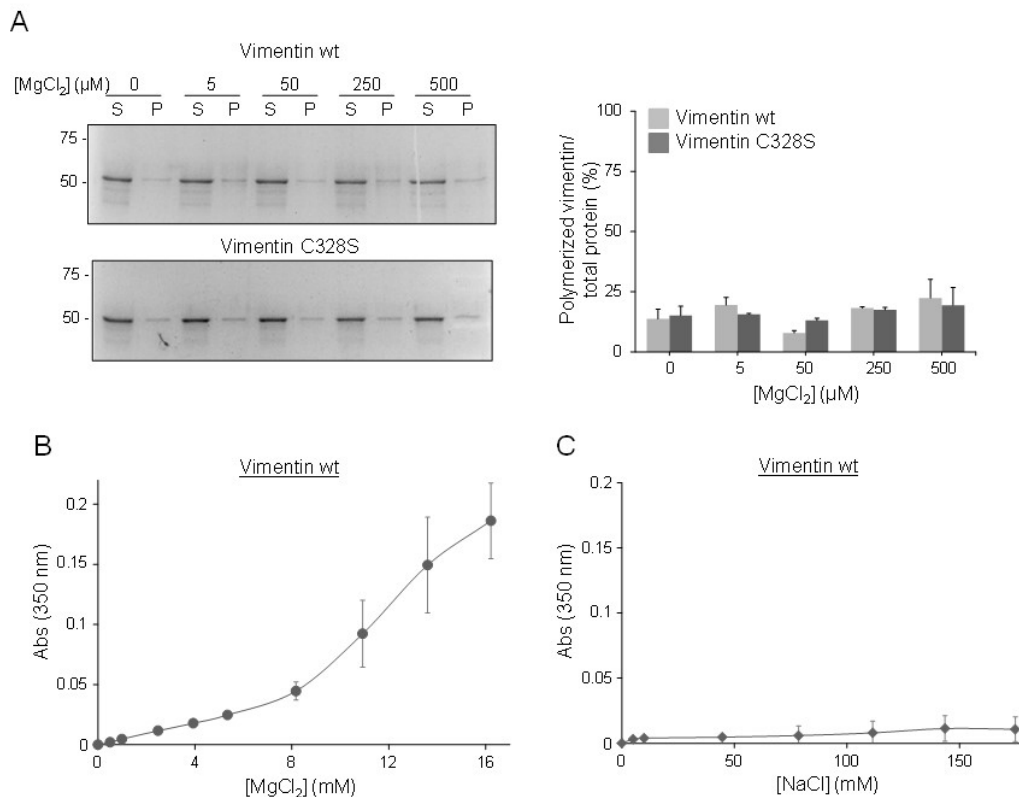 A
Vimentin wt
[MgCl₂] (µM) 0 5 50 250 500
S P S P S P S P S P
75 -
50 -
Vimentin C328S
75 -
50 -
Polymerized vimentin/
total protein (%)
100
75
50
25
0
Vimentin wt
Vimentin C328S
0 5 50 250 500
[MgCl₂] (µM)
B
Vimentin wt
Abs (350 nm)
0.2
0.15
0.1
0.05
0
0 4 8 12 16
[MgCl₂] (mM)
C
Vimentin wt
Abs (350 nm)
0.2
0.15
0.1
0.05
0
0 50 100 150
[NaCl] (mM)